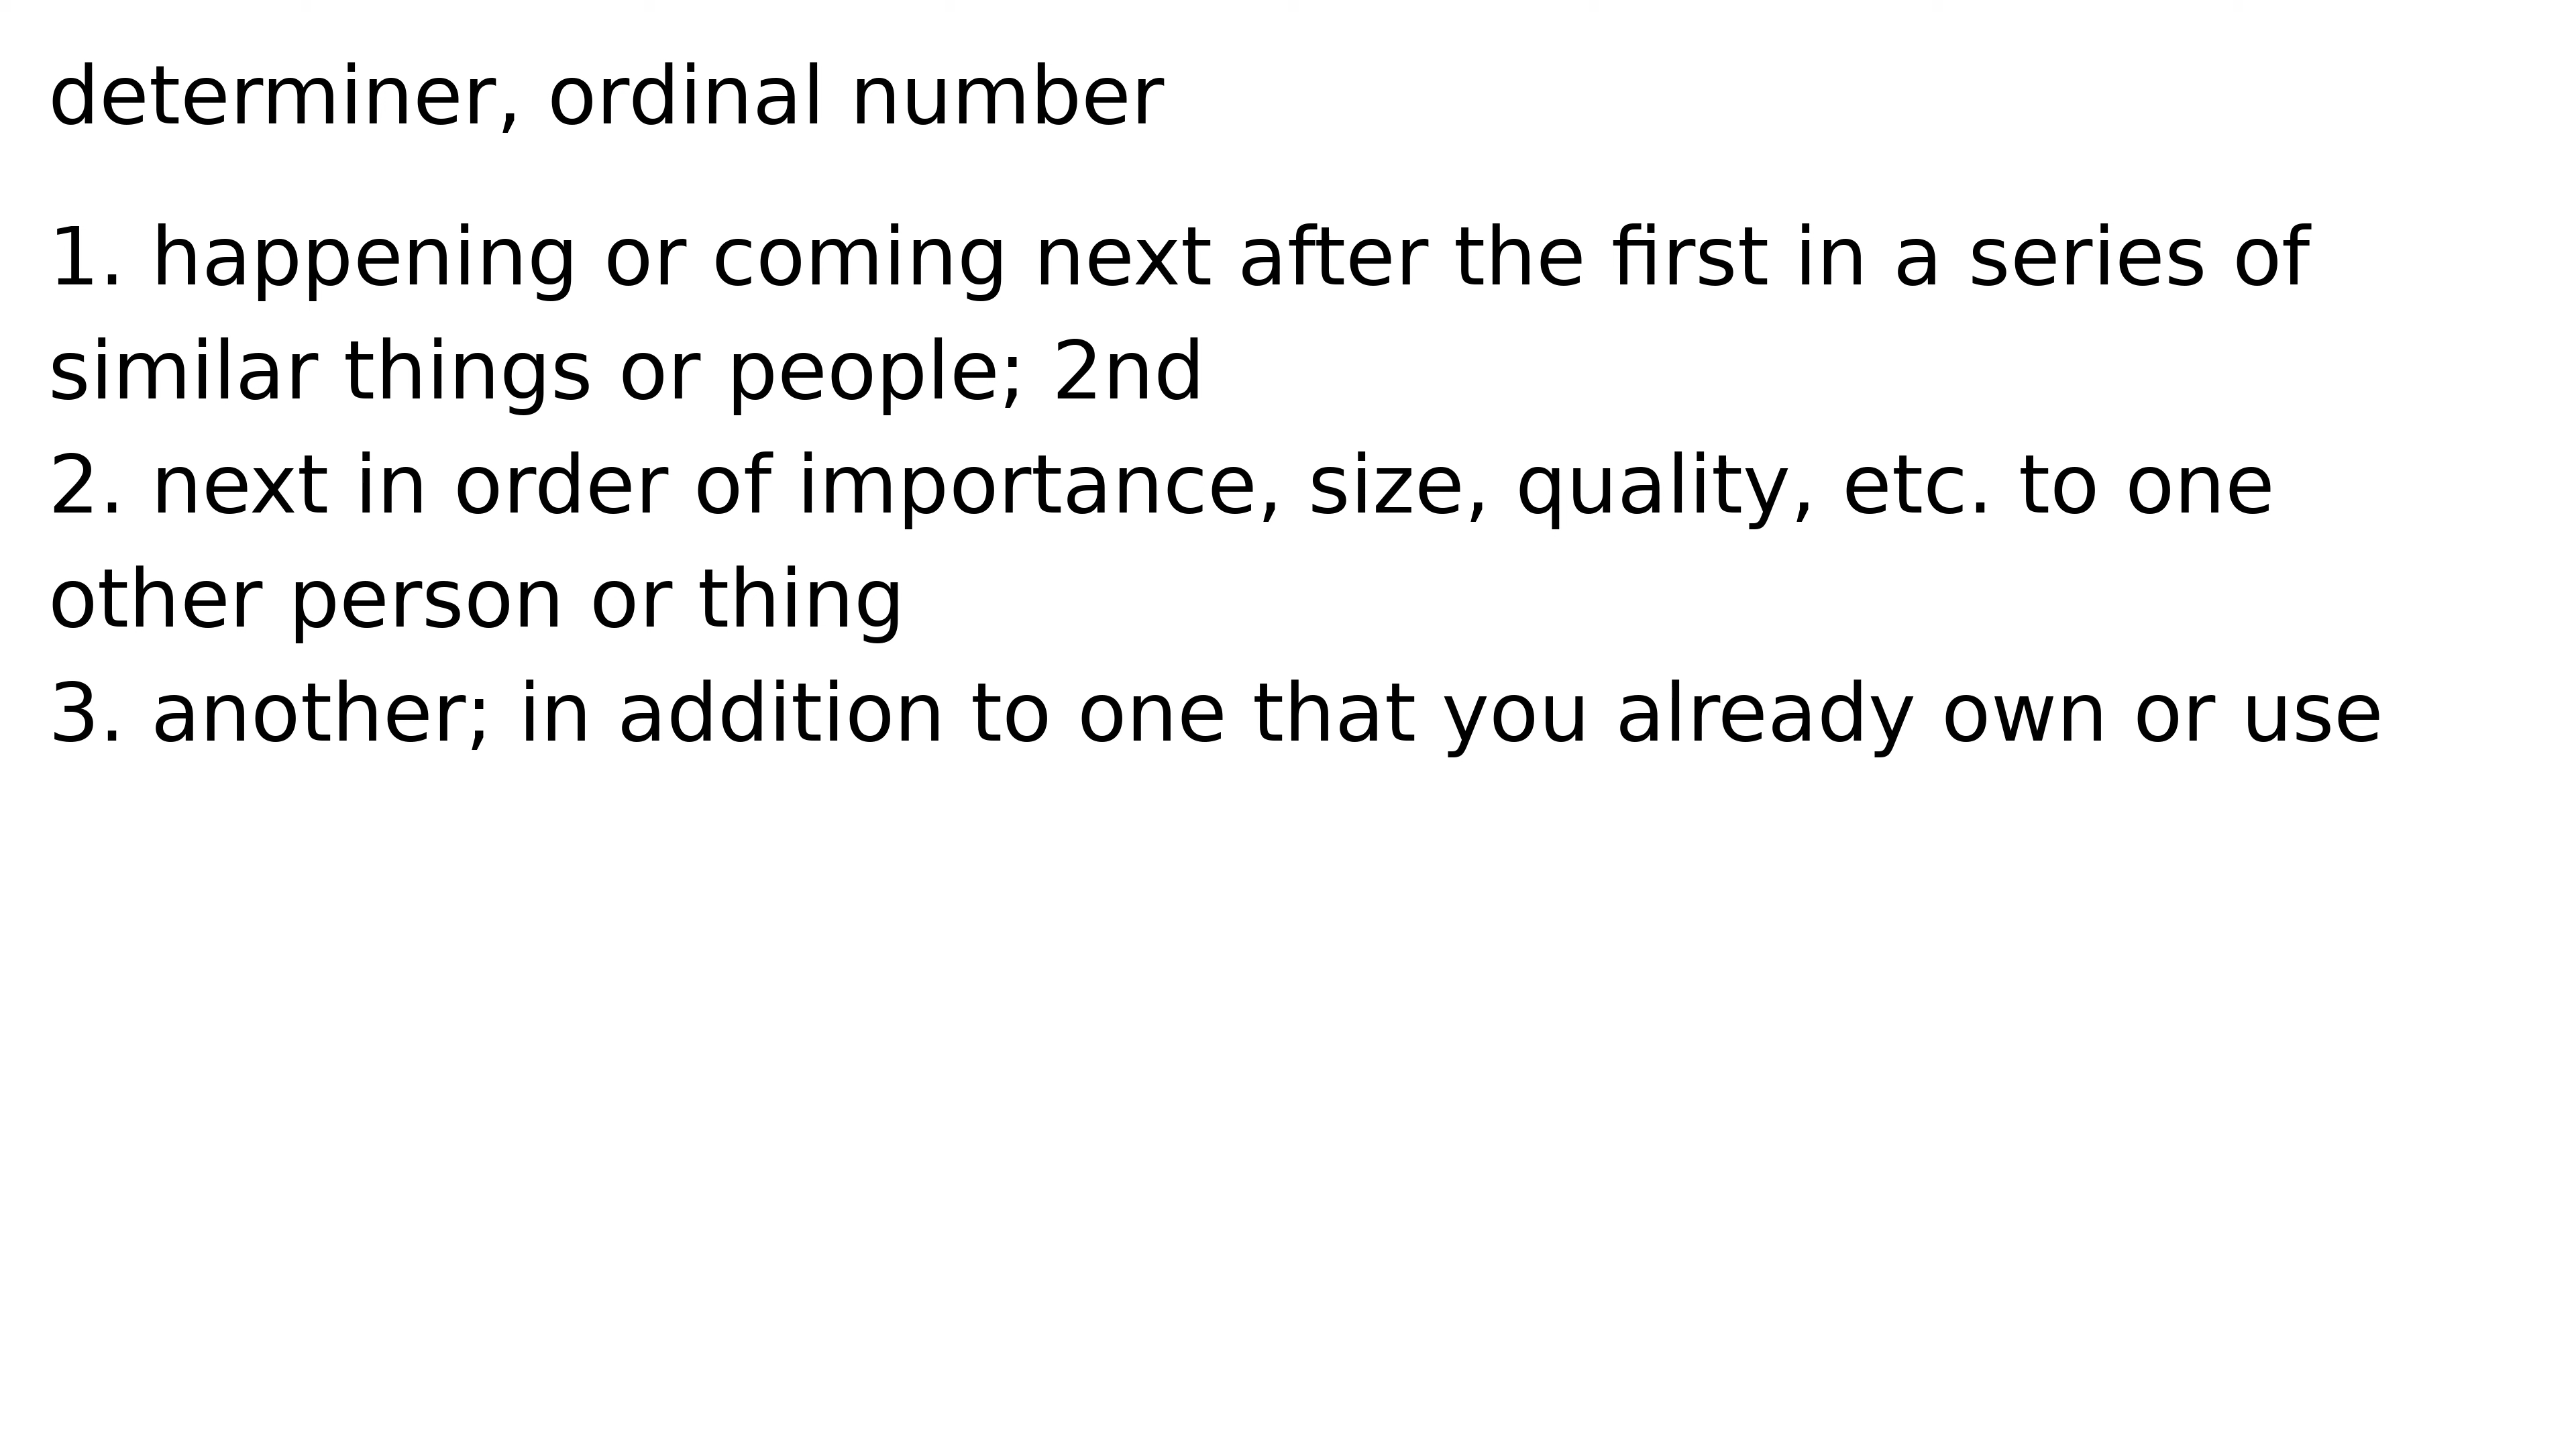 determiner, ordinal number
1. happening or coming next after the first in a series of
similar things or people; 2nd
2. next in order of importance, size, quality, etc. to one
other person or thing
3. another; in addition to one that you already own or use